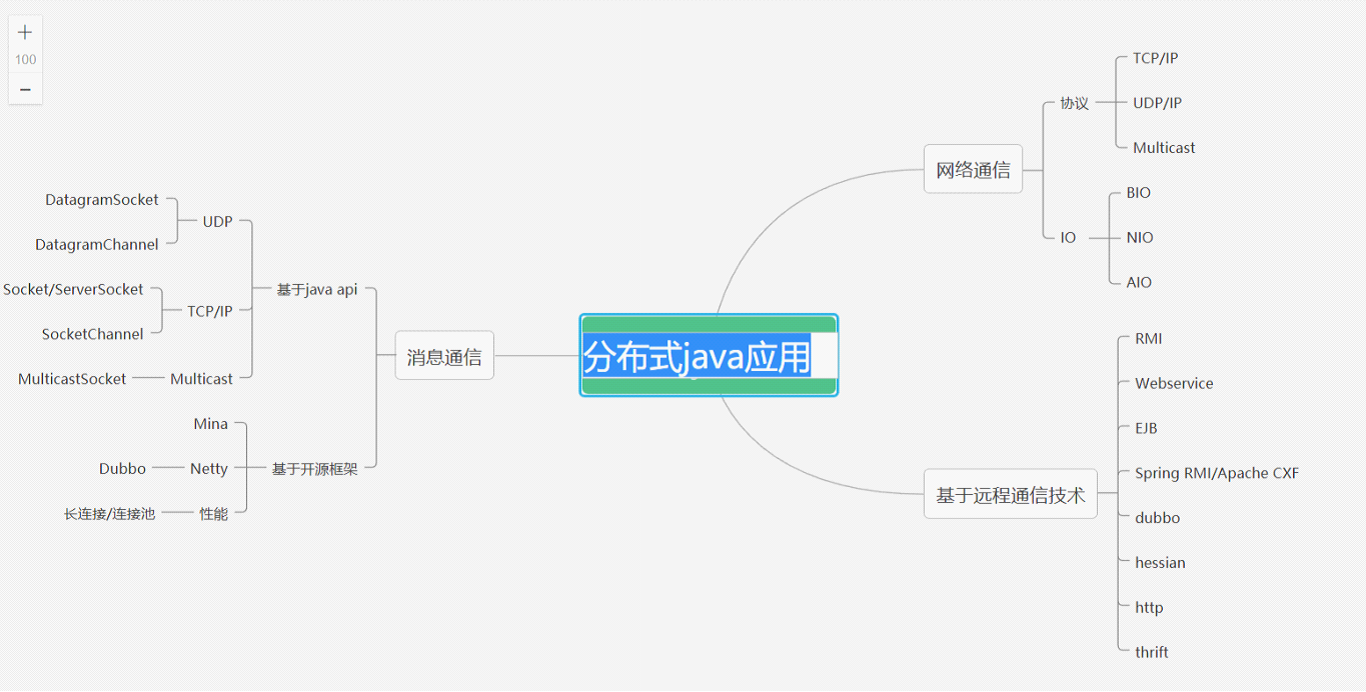 +
100
−
分布式java应用
网络通信
协议
TCP/IP
UDP/IP
Multicast
IO
BIO
NIO
AIO
基于远程通信技术
RMI
Webservice
EJB
Spring RMI/Apache CXF
dubbo
hessian
http
thrift
消息通信
基于java api
UDP
DatagramSocket
DatagramChannel
TCP/IP
Socket/ServerSocket
SocketChannel
Multicast
MulticastSocket
基于开源框架
Mina
Netty
Dubbo
性能
长连接/连接池